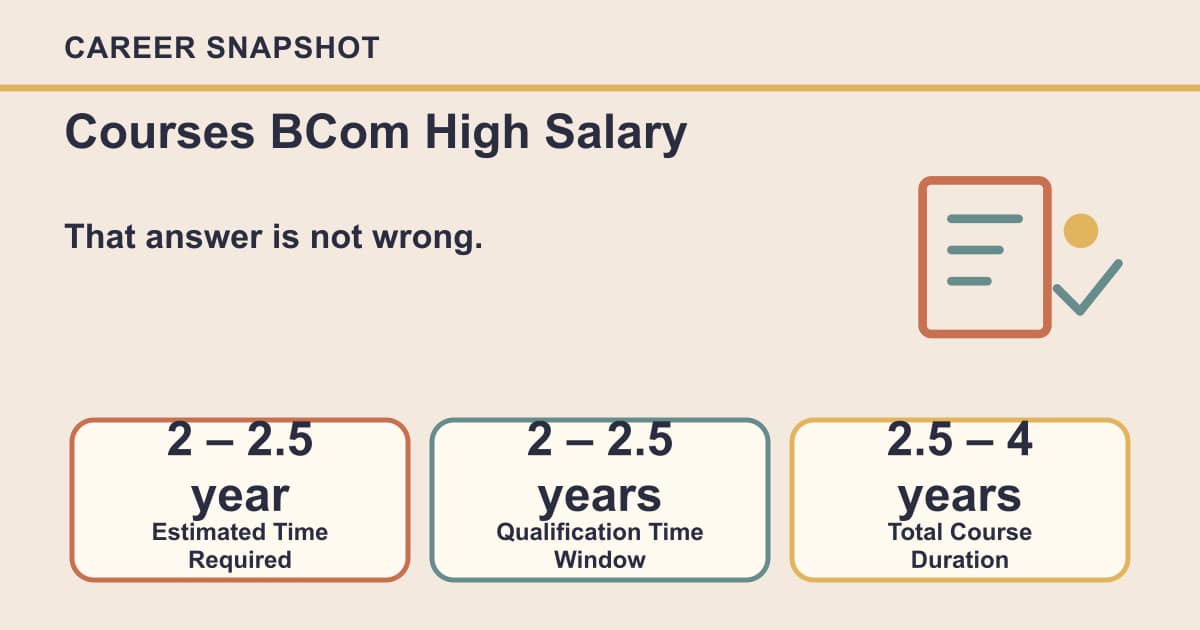 CAREER SNAPSHOT
Courses BCom High Salary
That answer is not wrong.
2 – 2.5
year
Estimated Time
Required
2 – 2.5
years
Qualification Time
Window
2.5 – 4
years
Total Course
Duration